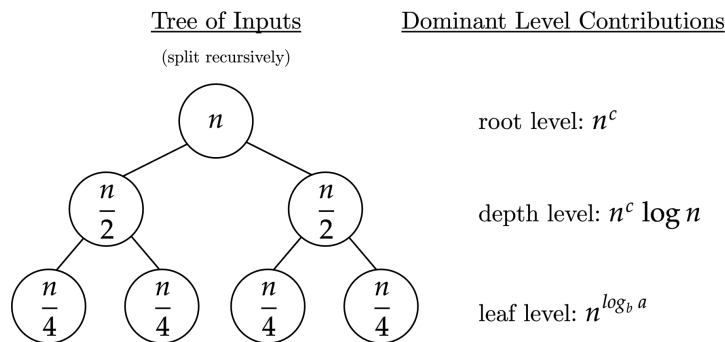 Tree of Inputs
(split recursively)
n
n/2 n/2
n/4 n/4 n/4 n/4
Dominant Level Contributions
root level: n^c
depth level: n^c log n
leaf level: n^{log_b a}